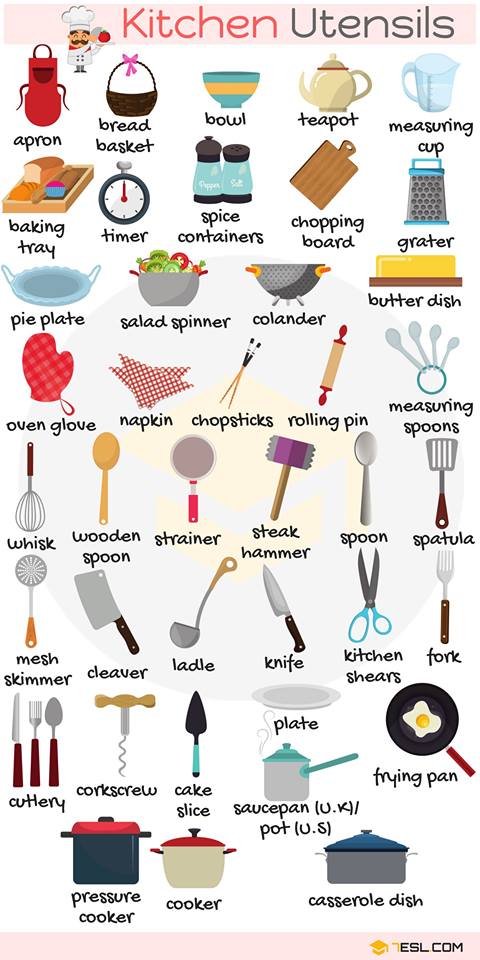 Kitchen Utensils
apron
bread
basket
bowl
teapot
measuring
cup
baking
tray
timer
Pepper
Salt
spice
containers
chopping
board
grater
pie plate
salad spinner
colander
butter dish
oven glove
napkin
chopsticks
rolling pin
measuring
spoons
whisk
wooden
spoon
strainer
steak
hammer
spoon
spatula
mesh
skimmer
cleaver
ladle
knife
kitchen
shears
fork
cutlery
corkscrew
cake
slice
plate
saucepan (U.K)/
pot (U.S)
frying pan
pressure
cooker
cooker
casserole dish
7ESL.COM